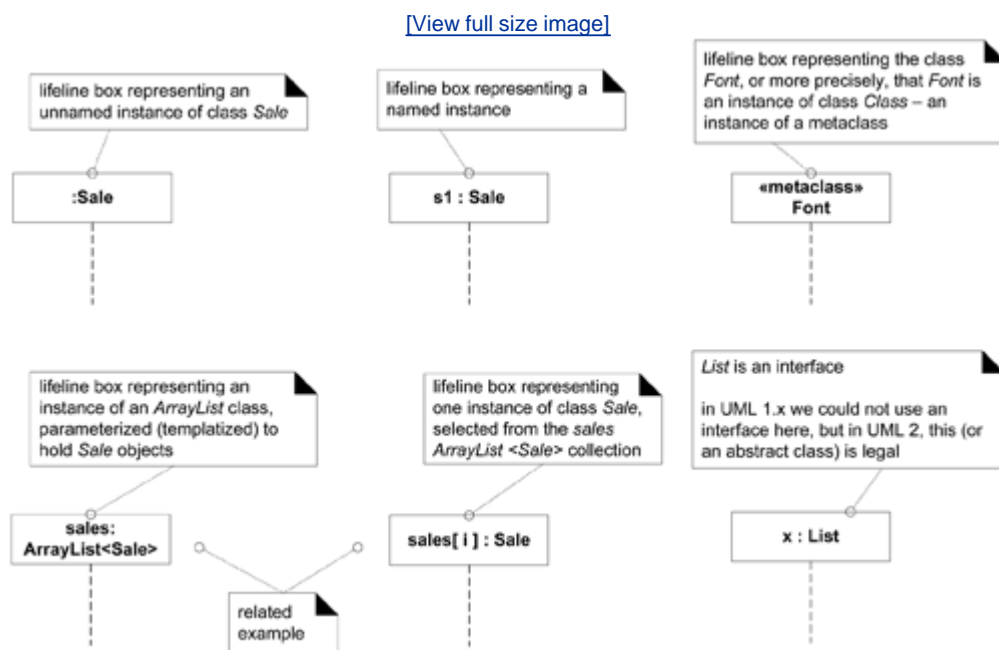 [View full size image]
lifeline box representing an
unnamed instance of class Sale
:Sale
lifeline box representing a
named instance
s1 : Sale
lifeline box representing the class
Font, or more precisely, that Font is
an instance of class Class – an
instance of a metaclass
«metaclass»
Font
lifeline box representing an
instance of an ArrayList class,
parameterized (templatized) to
hold Sale objects
sales:
ArrayList<Sale>
related
example
lifeline box representing
one instance of class Sale,
selected from the sales
ArrayList <Sale> collection
sales[ i ] : Sale
List is an interface
in UML 1.x we could not use an
interface here, but in UML 2, this (or
an abstract class) is legal
x : List